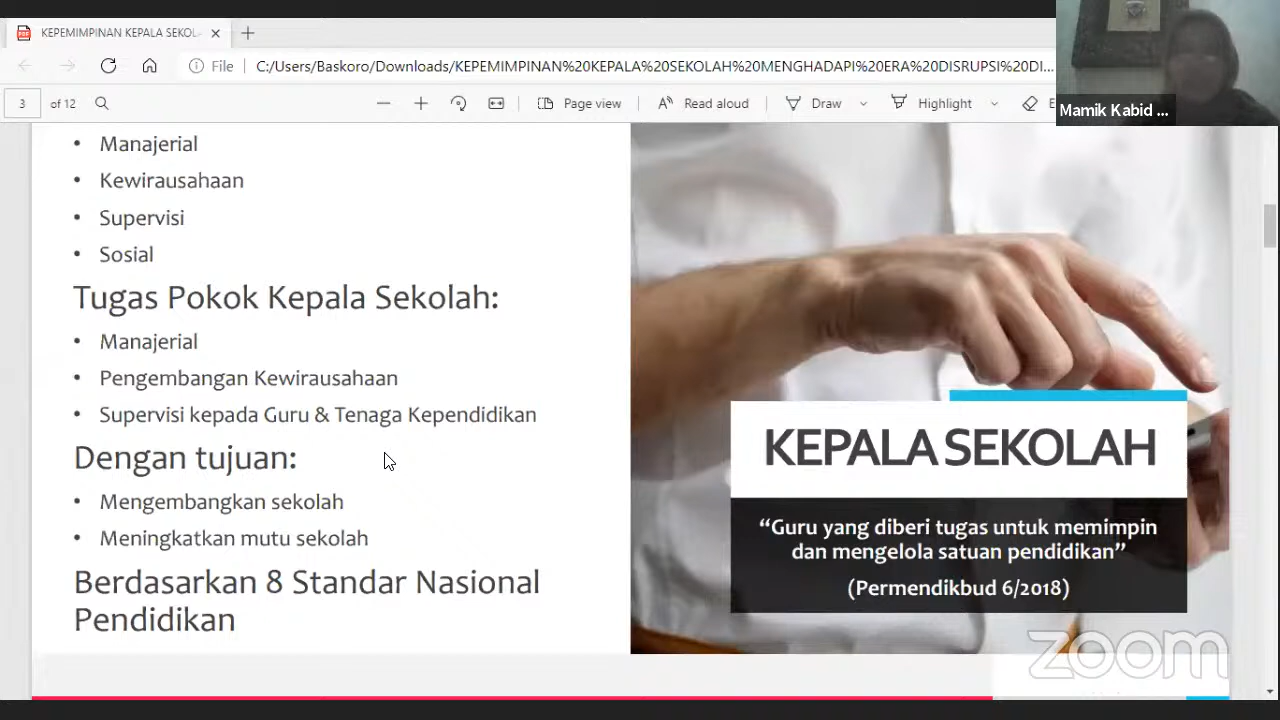 KEPEMIMPINAN KEPALA SEKOL
File
C:/Users/Baskoro/Downloads/KEPEMIMPINAN%20KEPALA%20SEKOLAH%20MENGHADAPI%20ERA%20DISRUPSI%20DI...
3 of 12
Page view
Read aloud
Draw
Highlight
Mamik Kabid ...
• Manajerial
• Kewirausahaan
• Supervisi
• Sosial
Tugas Pokok Kepala Sekolah:
• Manajerial
• Pengembangan Kewirausahaan
• Supervisi kepada Guru & Tenaga Kependidikan
Dengan tujuan:
• Mengembangkan sekolah
• Meningkatkan mutu sekolah
Berdasarkan 8 Standar Nasional
Pendidikan
KEPALA SEKOLAH
“Guru yang diberi tugas untuk memimpin
dan mengelola satuan pendidikan”
(Permendikbud 6/2018)
zoom